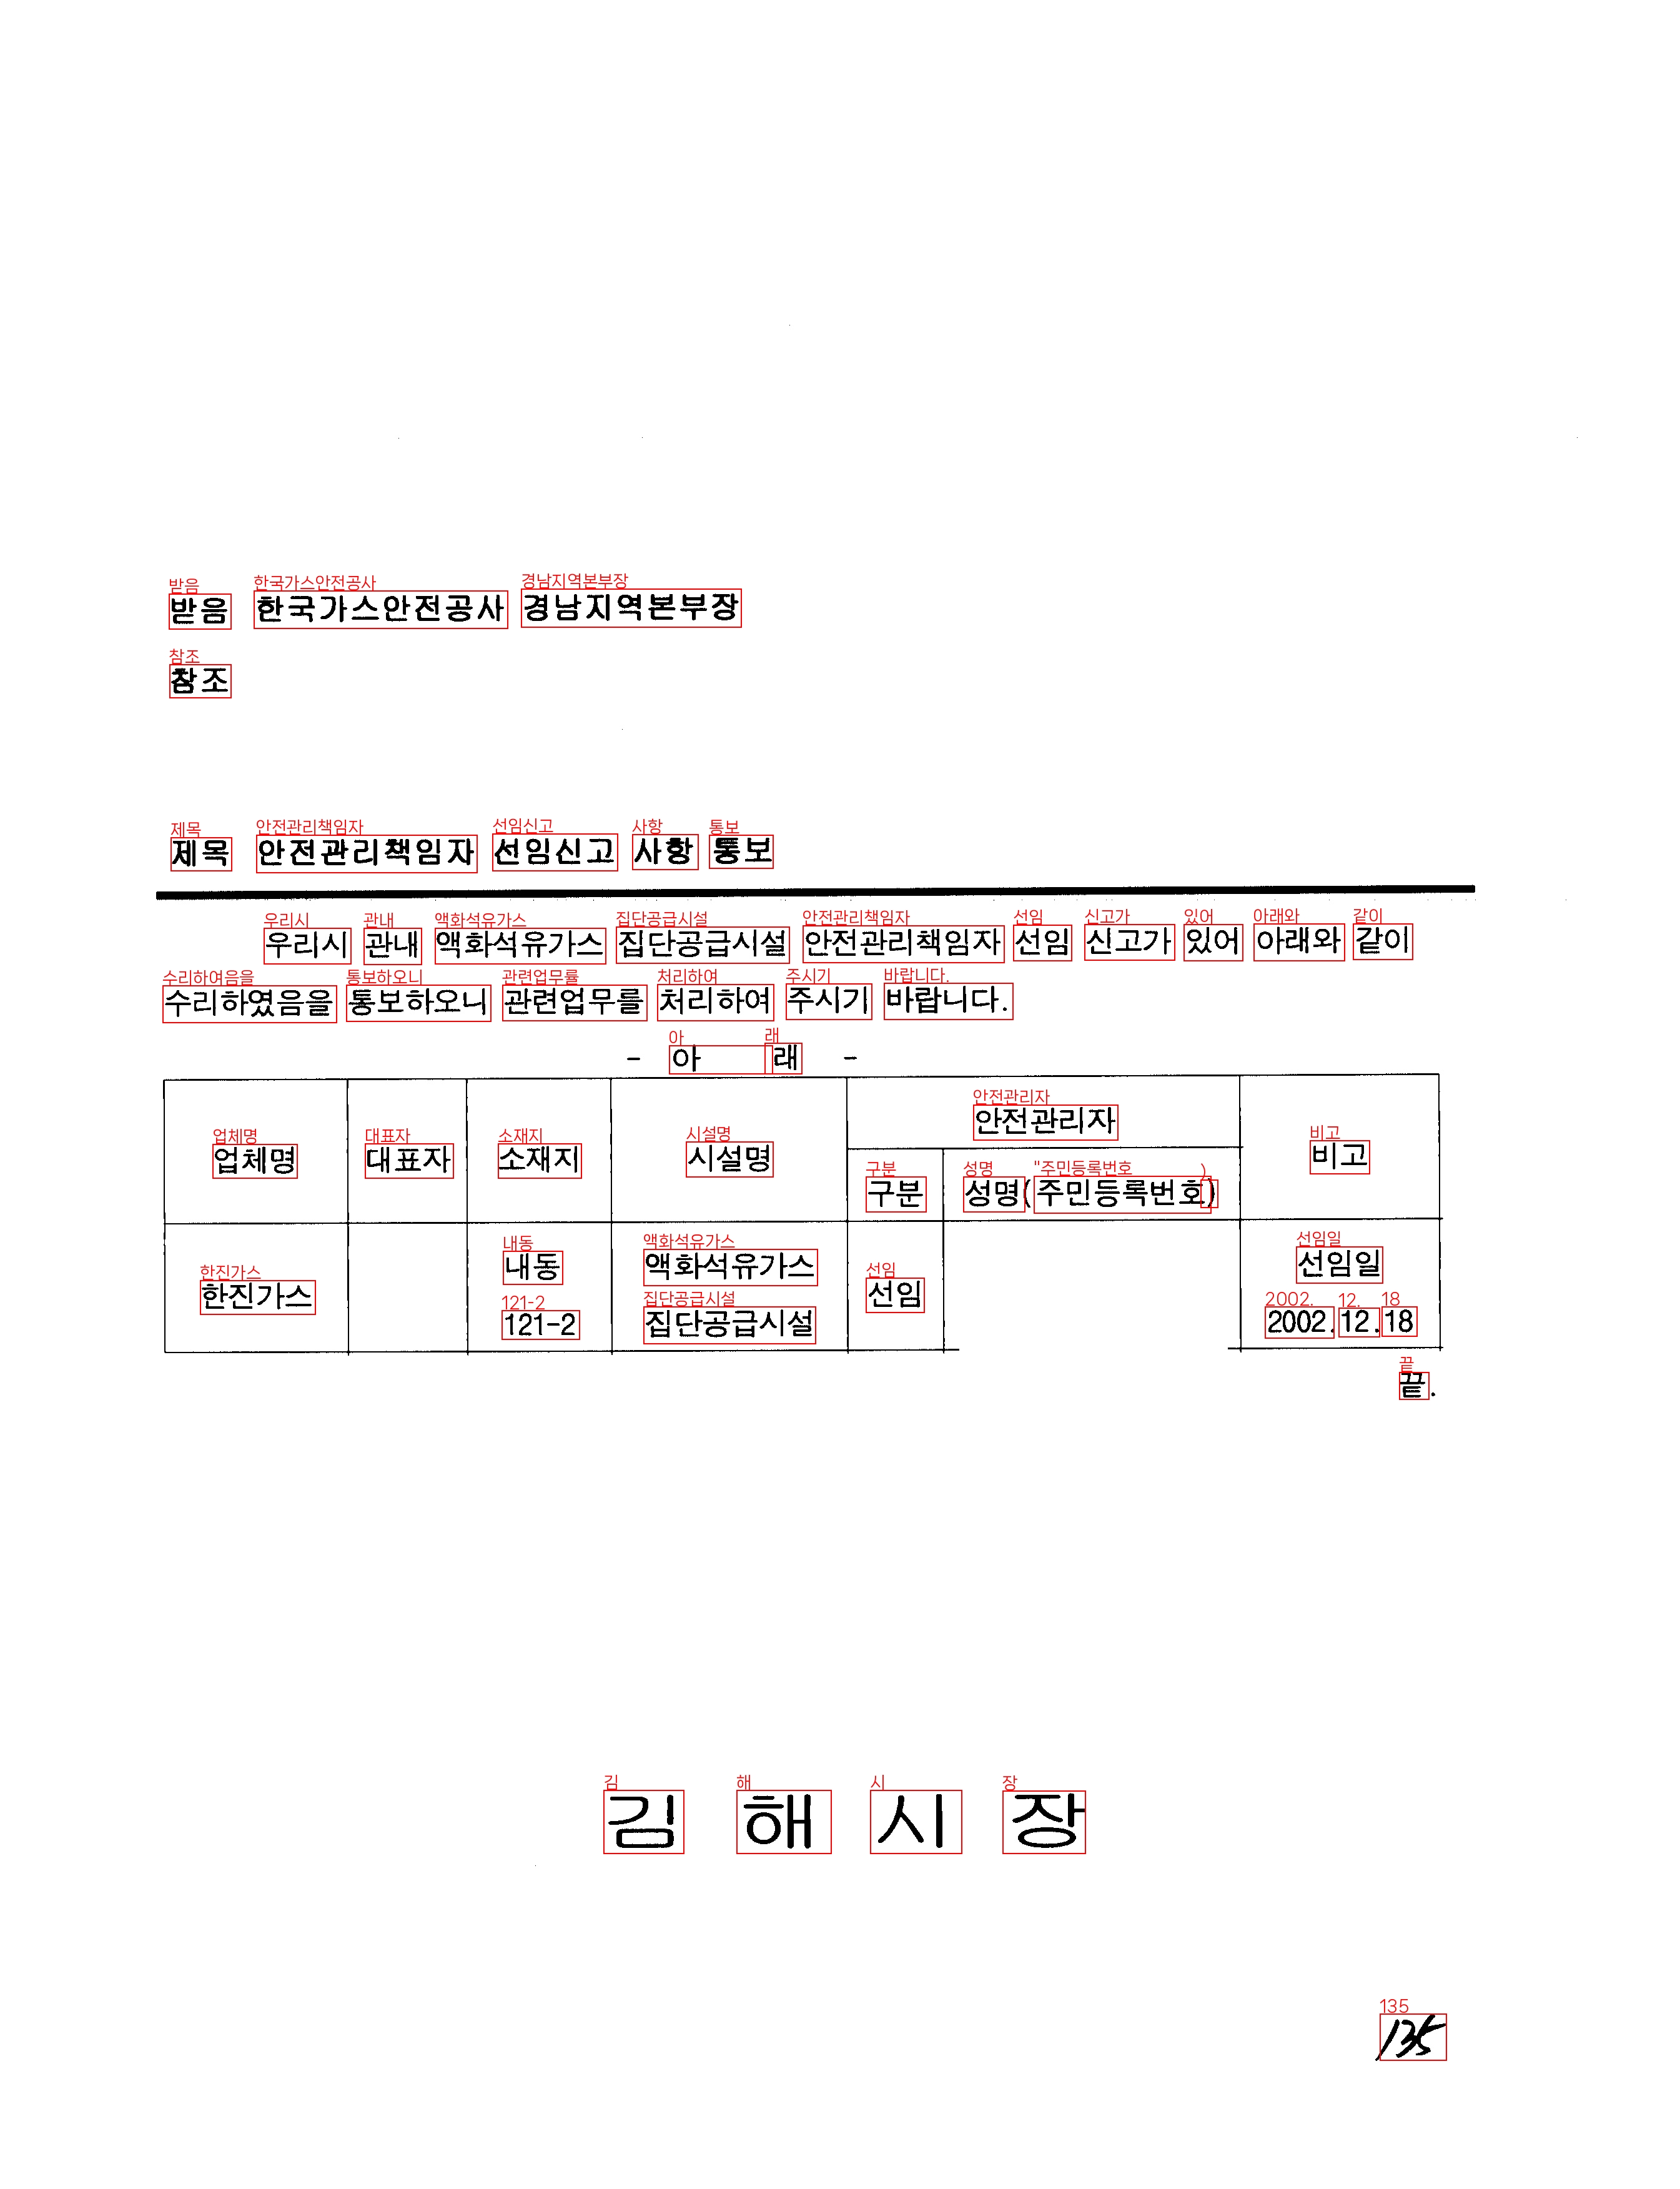 받음 한국가스안전공사 경남지역본부장
참조
제목 안전관리책임자 선임신고 사항 통보
우리시 관내 액화석유가스 집단공급시설 안전관리책임자 선임 신고가 있어 아래와 같이
수리하였음을 통보하오니 관련업무를 처리하여 주시기 바랍니다.
- 아 래 -
업체명 대표자 소재지 시설명 안전관리자 비고
구분 성명(주민등록번호)
한진가스 내동 121-2 액화석유가스 집단공급시설 선임 선임일 2002.12.18
끝.
김 해 시 장
135